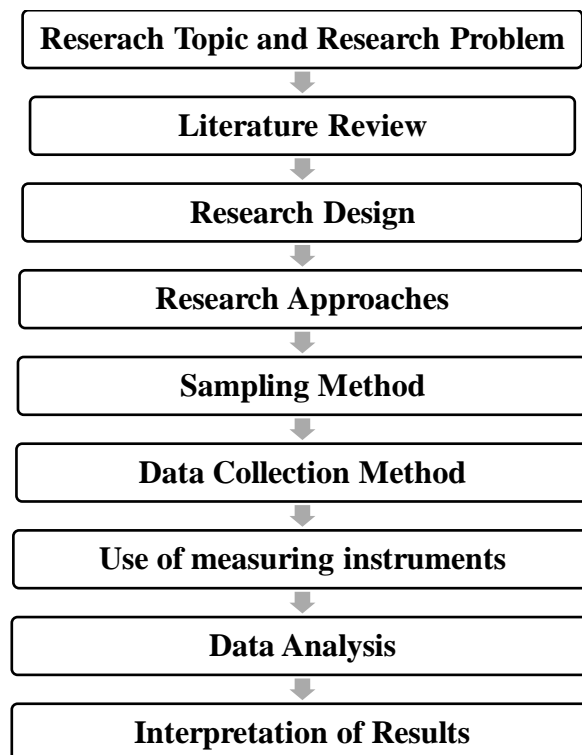 Reserach Topic and Research Problem
Literature Review
Research Design
Research Approaches
Sampling Method
Data Collection Method
Use of measuring instruments
Data Analysis
Interpretation of Results